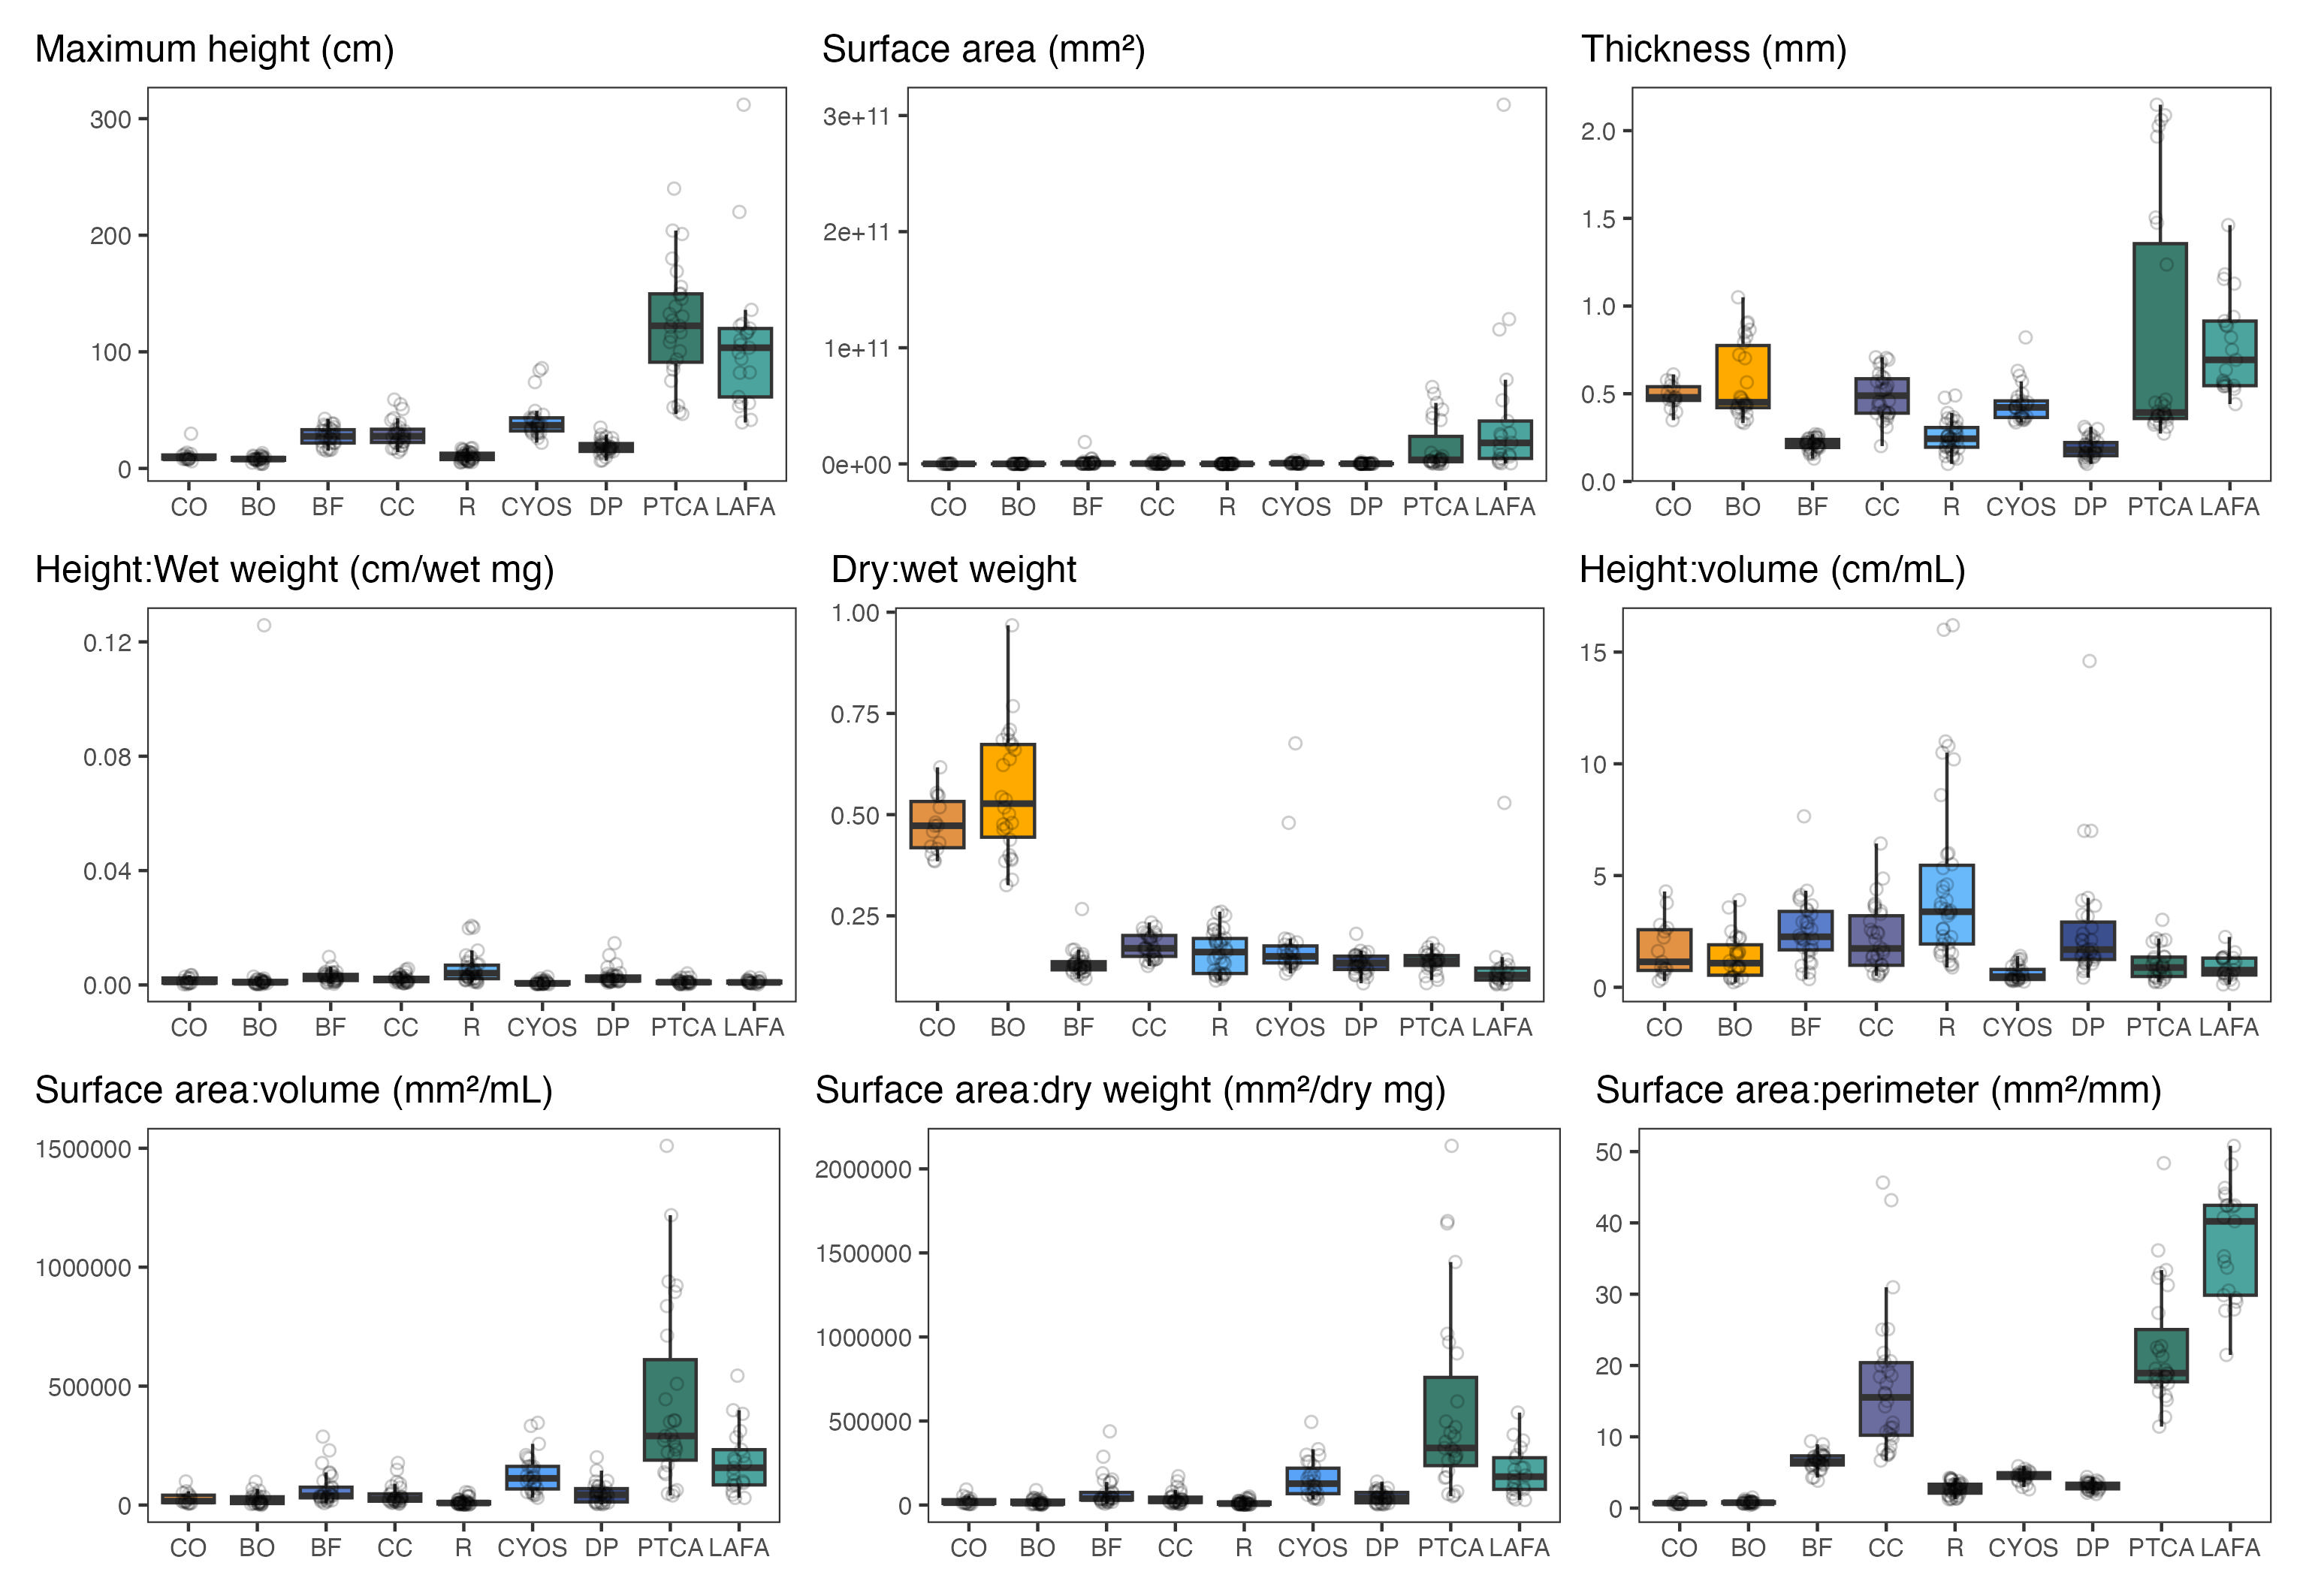 Maximum height (cm)
300
200
100
0
CO BO BF CC R CYOS DP PTCA LAFA
Surface area (mm²)
3e+11
2e+11
1e+11
0e+00
CO BO BF CC R CYOS DP PTCA LAFA
Thickness (mm)
2.0
1.5
1.0
0.5
0.0
CO BO BF CC R CYOS DP PTCA LAFA
Height:Wet weight (cm/wet mg)
0.12
0.08
0.04
0.00
CO BO BF CC R CYOS DP PTCA LAFA
Dry:wet weight
1.00
0.75
0.50
0.25
CO BO BF CC R CYOS DP PTCA LAFA
Height:volume (cm/mL)
15
10
5
0
CO BO BF CC R CYOS DP PTCA LAFA
Surface area:volume (mm²/mL)
1500000
1000000
500000
0
CO BO BF CC R CYOS DP PTCA LAFA
Surface area:dry weight (mm²/dry mg)
2000000
1500000
1000000
500000
0
CO BO BF CC R CYOS DP PTCA LAFA
Surface area:perimeter (mm²/mm)
50
40
30
20
10
0
CO BO BF CC R CYOS DP PTCA LAFA